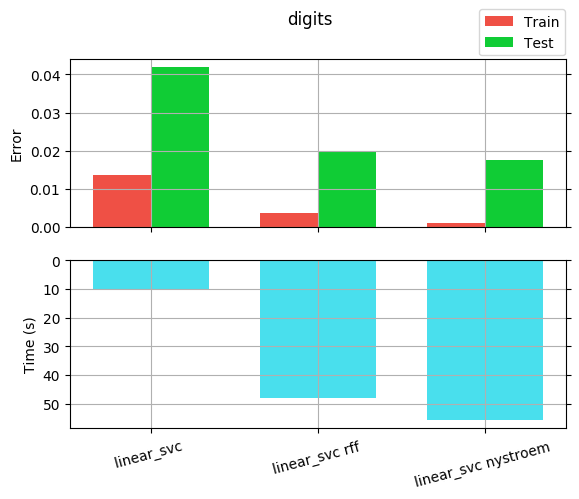 digits
Train
Test
Error
0.04
0.03
0.02
0.01
0.00
Time (s)
0
10
20
30
40
50
linear_svc
linear_svc rff
linear_svc nystroem